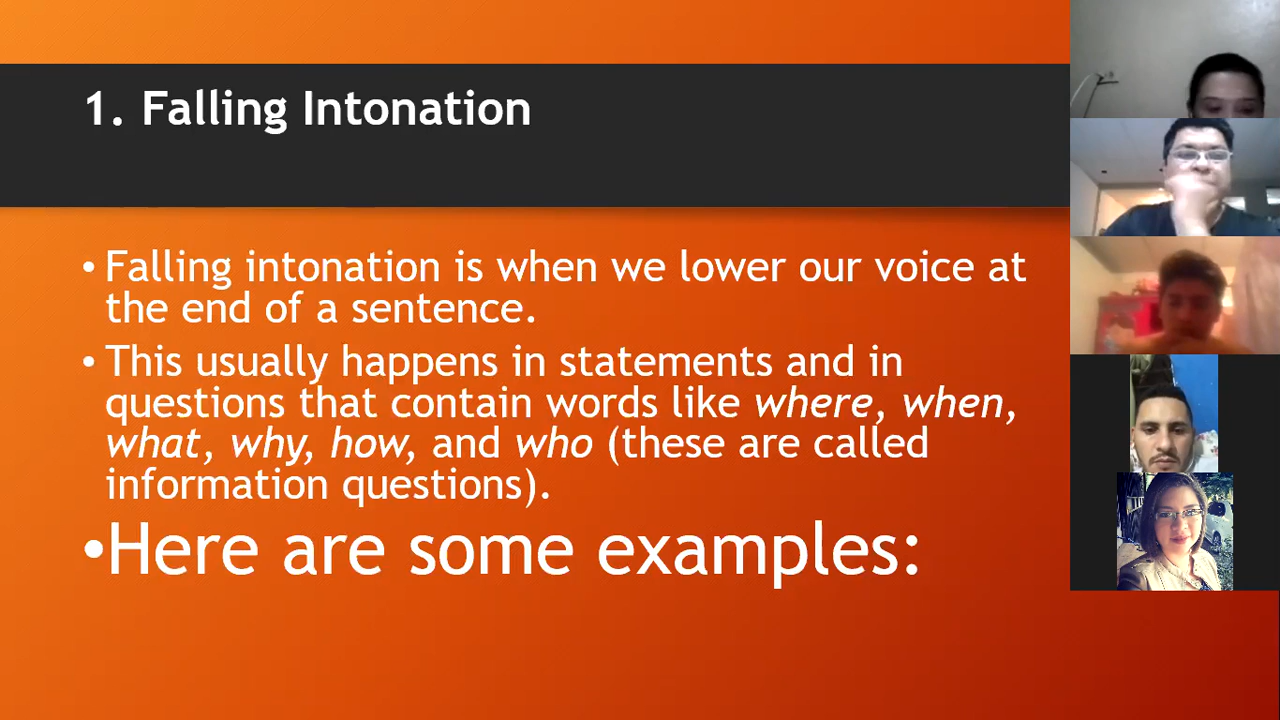 1. Falling Intonation
• Falling intonation is when we lower our voice at
the end of a sentence.
• This usually happens in statements and in
questions that contain words like where, when,
what, why, how, and who (these are called
information questions).
•Here are some examples: